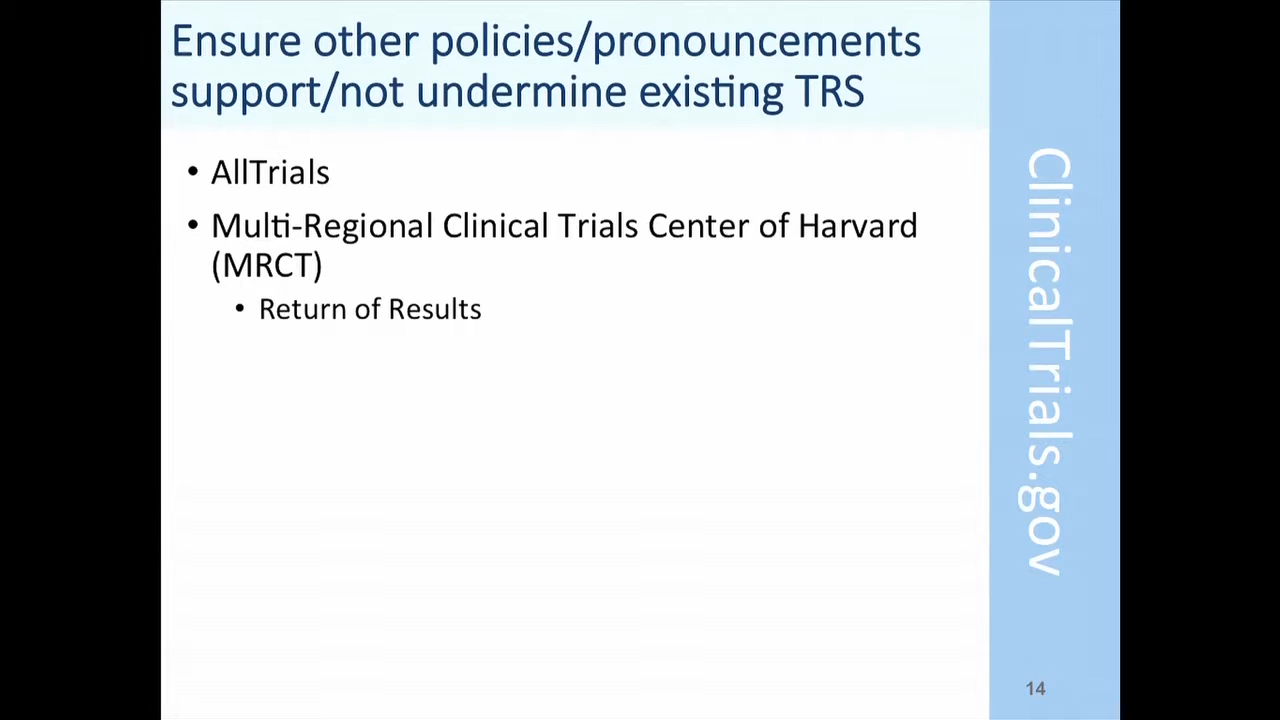 Ensure other policies/pronouncements
support/not undermine existing TRS
• AllTrials
• Multi-Regional Clinical Trials Center of Harvard
(MRCT)
• Return of Results
ClinicalTrials.gov
14